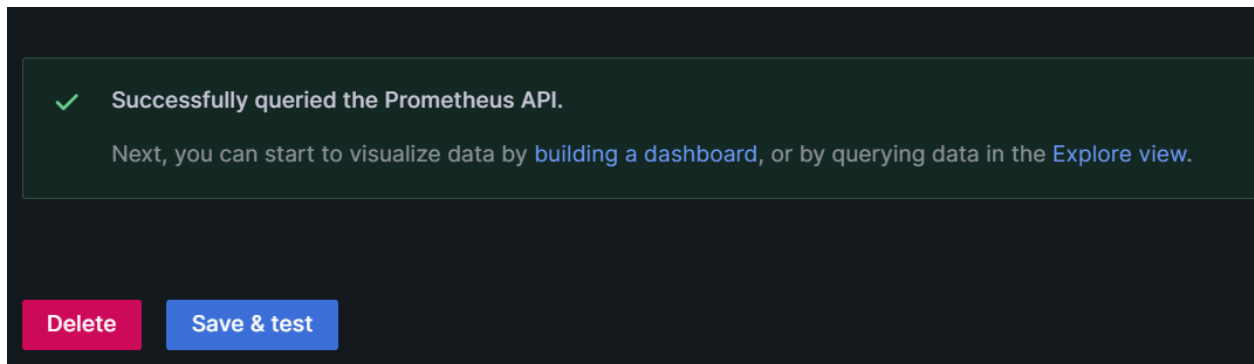 Successfully queried the Prometheus API.
Next, you can start to visualize data by building a dashboard, or by querying data in the Explore view.
Delete
Save & test